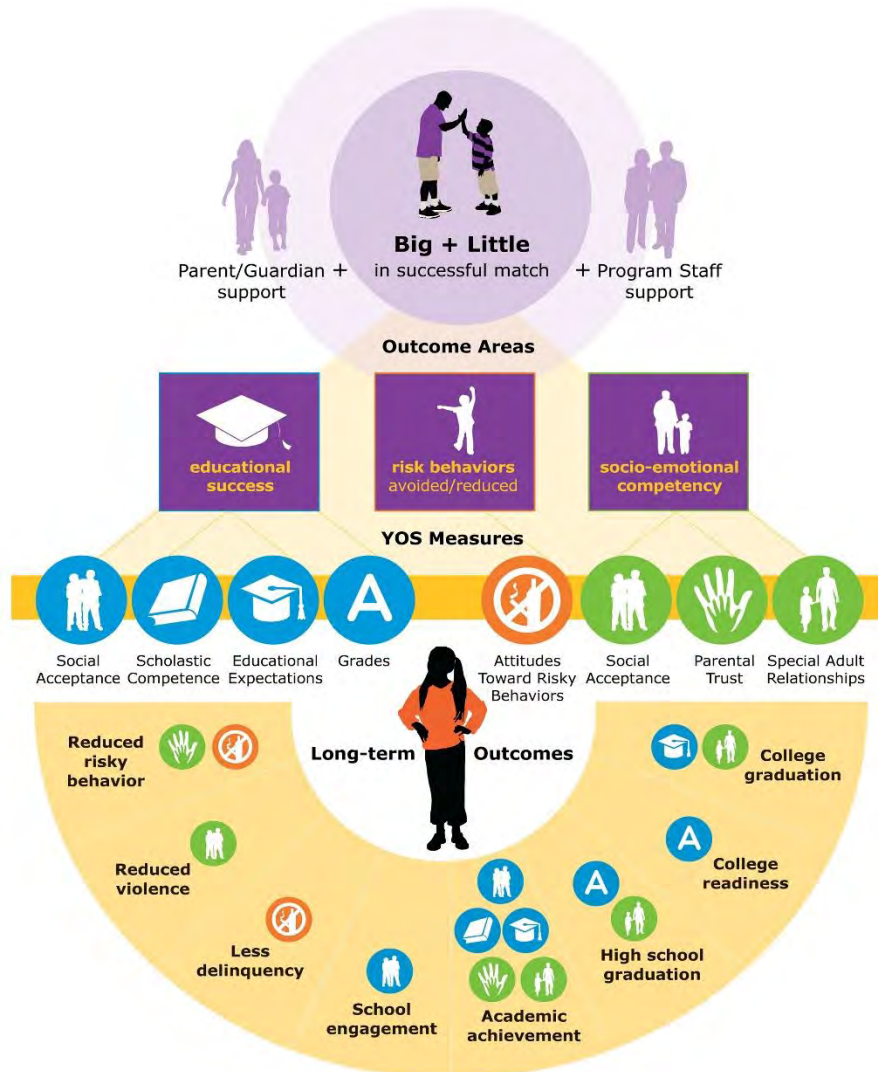 Big + Little
in successful match
Parent/Guardian +
support
+ Program Staff
support
Outcome Areas
educational
success
risk behaviors
avoided/reduced
socio-emotional
competency
YOS Measures
A
Social
Acceptance
Scholastic
Competence
Educational
Expectations
Grades
Attitudes
Toward Risky
Behaviors
Social
Acceptance
Parental
Trust
Special Adult
Relationships
Long-term Outcomes
Reduced
risky
behavior
Reduced
violence
Less
delinquency
School
engagement
Academic
achievement
A
High school
graduation
A
College
readiness
College
graduation